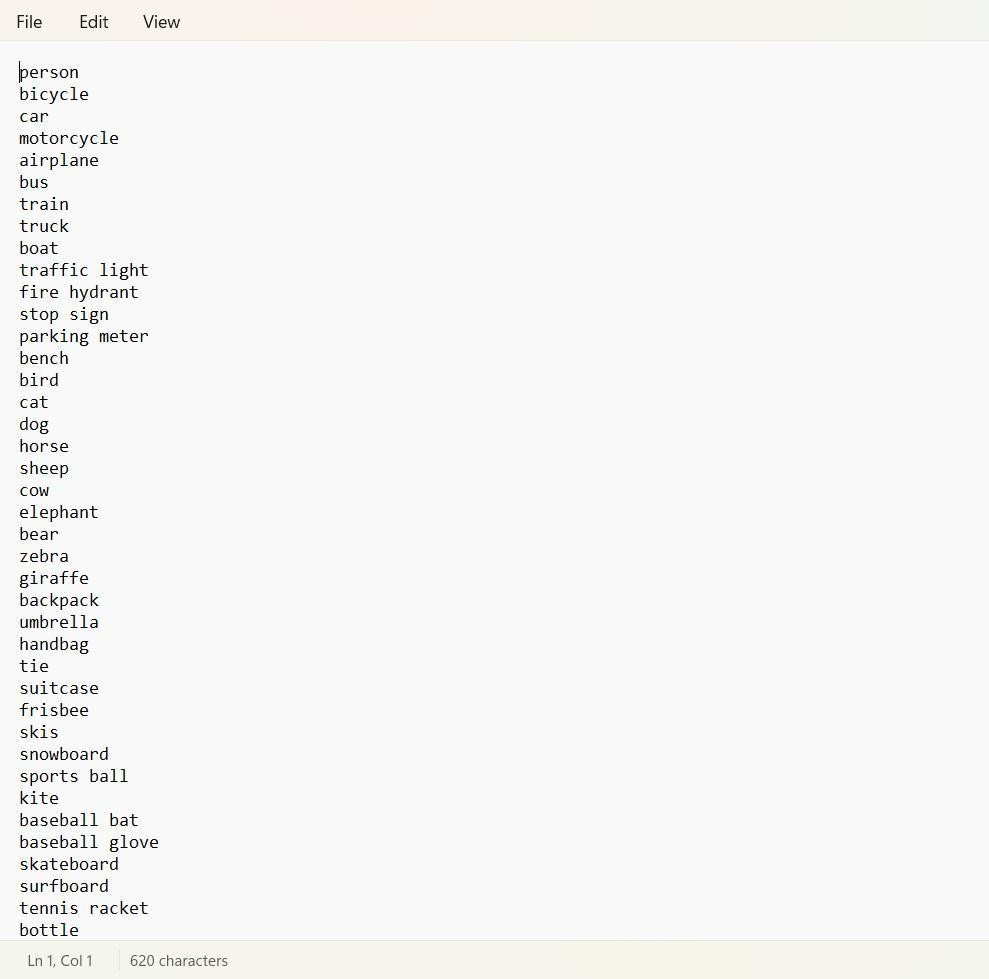 File Edit View
person
bicycle
car
motorcycle
airplane
bus
train
truck
boat
traffic light
fire hydrant
stop sign
parking meter
bench
bird
cat
dog
horse
sheep
cow
elephant
bear
zebra
giraffe
backpack
umbrella
handbag
tie
suitcase
frisbee
skis
snowboard
sports ball
kite
baseball bat
baseball glove
skateboard
surfboard
tennis racket
bottle
Ln 1, Col 1 620 characters